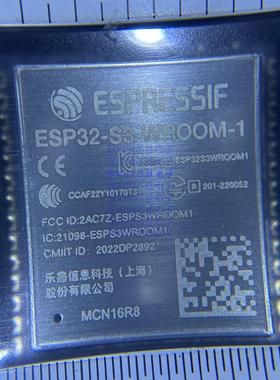 ESPRESSIF
ESP32-S3-WROOM-1
CE
ESP32S3WROOM1
CCAF22Y10170T3
R 201-220052
FCC ID:2AC7Z-ESPS3WROOM1
IC:21098-ESPS3WROOM1
CMIIT ID: 2022DP2892
乐鑫信息科技（上海）
股份有限公司
MCN16R8